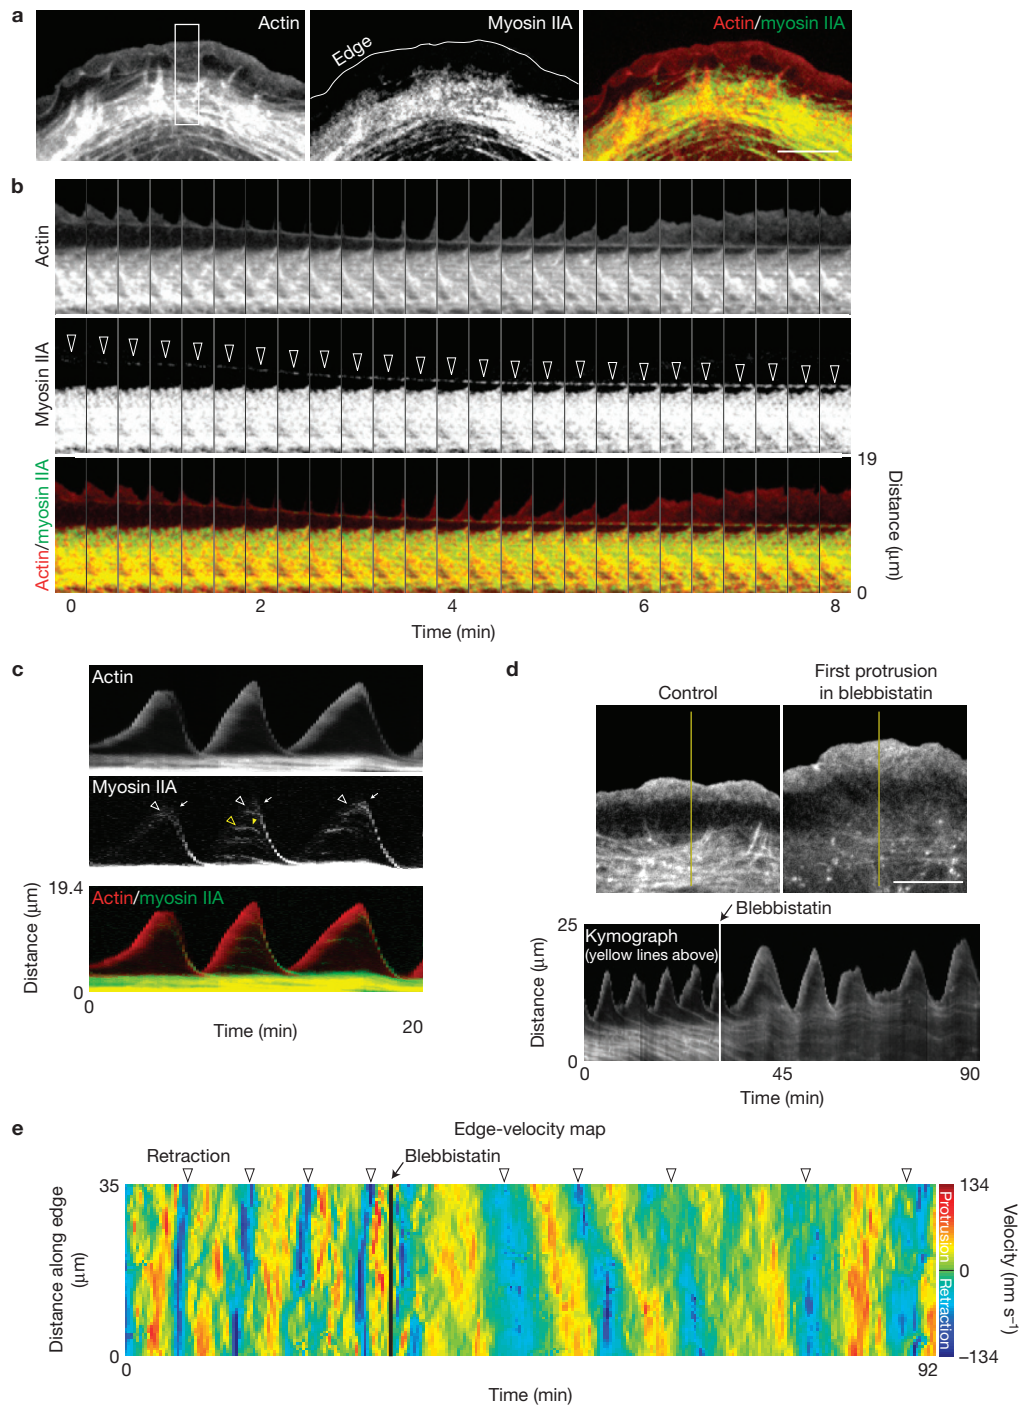 a
Actin
Myosin IIA
Actin/myosin IIA
Edge
b
Actin
Myosin IIA
Actin/myosin IIA
19
Distance (μm)
0
0 2 4 6 8
Time (min)
c
Actin
Myosin IIA
Actin/myosin IIA
19.4
Distance (μm)
0
0
20
Time (min)
d
Control
First protrusion
in blebbistatin
Blebbistatin
25
Kymograph
(yellow lines above)
Distance (μm)
0
0 45 90
Time (min)
e
Edge-velocity map
Retraction
Blebbistatin
35
Distance along edge
(μm)
0
0 92
Time (min)
134
Protrusion
0
Retraction
−134
Velocity (nm s⁻¹)